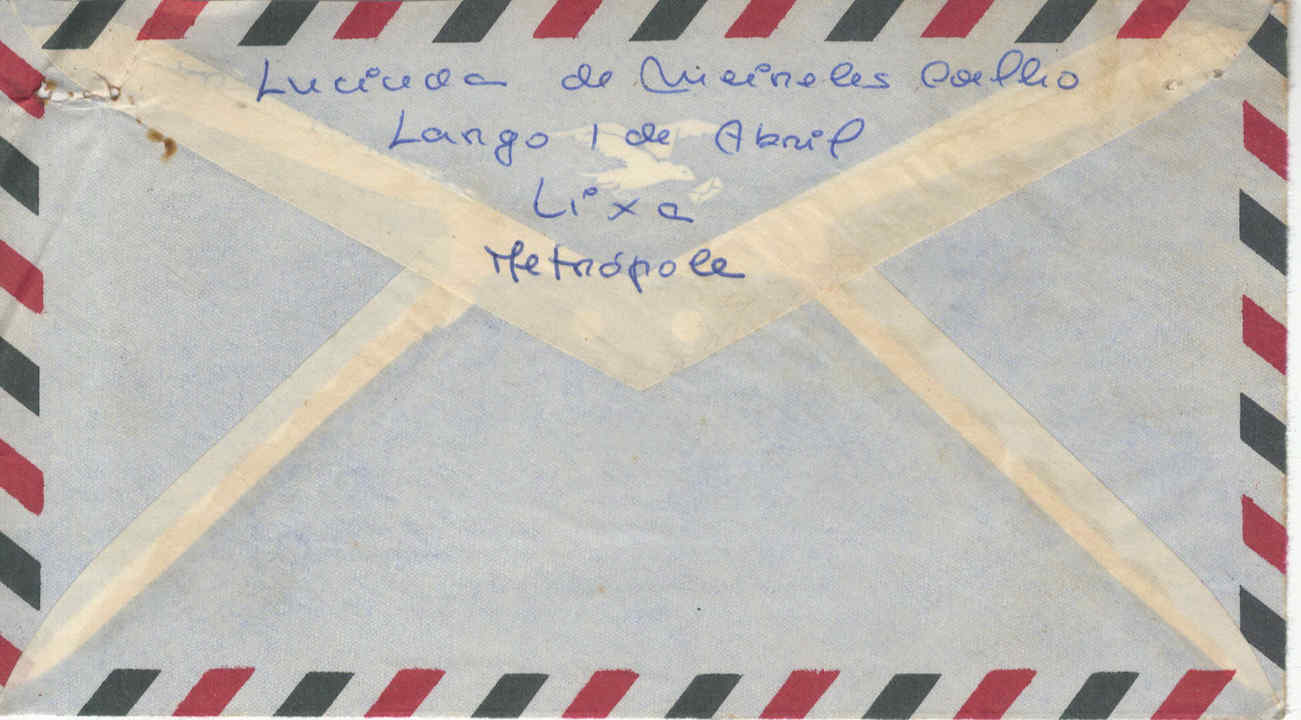 Lucinda de Meireles Coelho
Largo 1 de Abril
Lixa
Metrópole